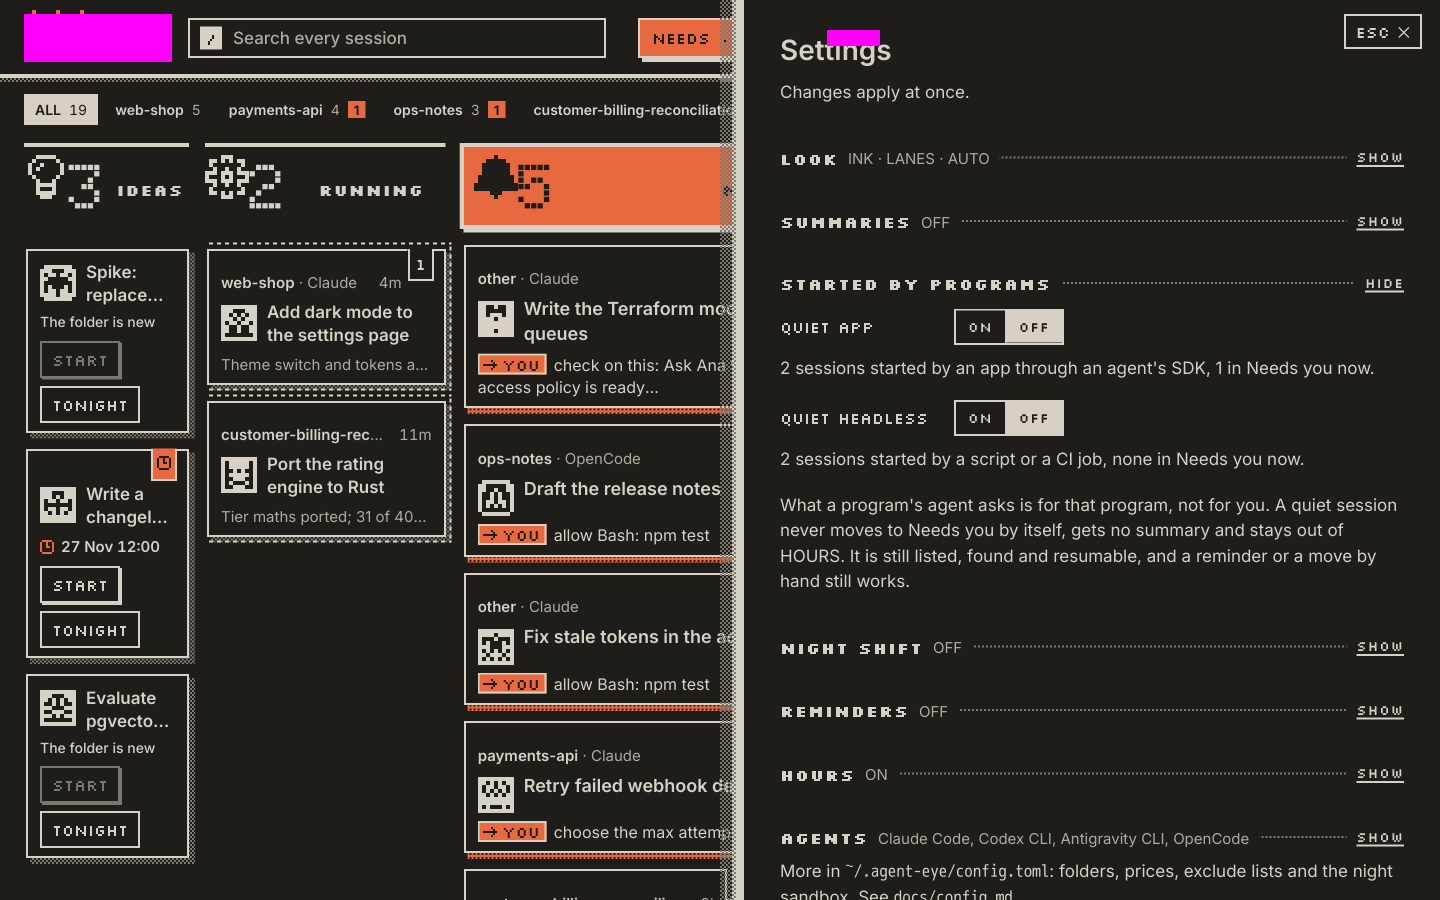 / Search every session
NEEDS
ALL 19 web-shop 5 payments-api 4 1 ops-notes 3 1
3 IDEAS
2 RUNNING
5
Spike:
replace...
The folder is new
START
TONIGHT
Write a
changel...
27 Nov 12:00
START
TONIGHT
Evaluate
pgvecto...
The folder is new
START
TONIGHT
1
web-shop · Claude 4m
Add dark mode to
the settings page
Theme switch and tokens a...
customer-billing-rec... 11m
Port the rating
engine to Rust
Tier maths ported; 31 of 40...
other · Claude
Write the Terraform
queues
→ YOU check on this: Ask Ana
access policy is ready...
ops-notes · OpenCode
Draft the release notes
→ YOU allow Bash: npm test
other · Claude
Fix stale tokens in the
→ YOU allow Bash: npm test
payments-api · Claude
Retry failed webhook
→ YOU choose the max
Settings
ESC ×
Changes apply at once.
LOOK INK · LANES · AUTO SHOW
SUMMARIES OFF SHOW
STARTED BY PROGRAMS HIDE
QUIET APP ON OFF
2 sessions started by an app through an agent's SDK, 1 in Needs you now.
QUIET HEADLESS ON OFF
2 sessions started by a script or a CI job, none in Needs you now.
What a program's agent asks is for that program, not for you. A quiet session
never moves to Needs you by itself, gets no summary and stays out of
HOURS. It is still listed, found and resumable, and a reminder or a move by
hand still works.
NIGHT SHIFT OFF SHOW
REMINDERS OFF SHOW
HOURS ON SHOW
AGENTS Claude Code, Codex CLI, Antigravity CLI, OpenCode SHOW
More in ~/.agent-eye/config.toml: folders, prices, exclude lists and the night
sandbox. See docs/config.md